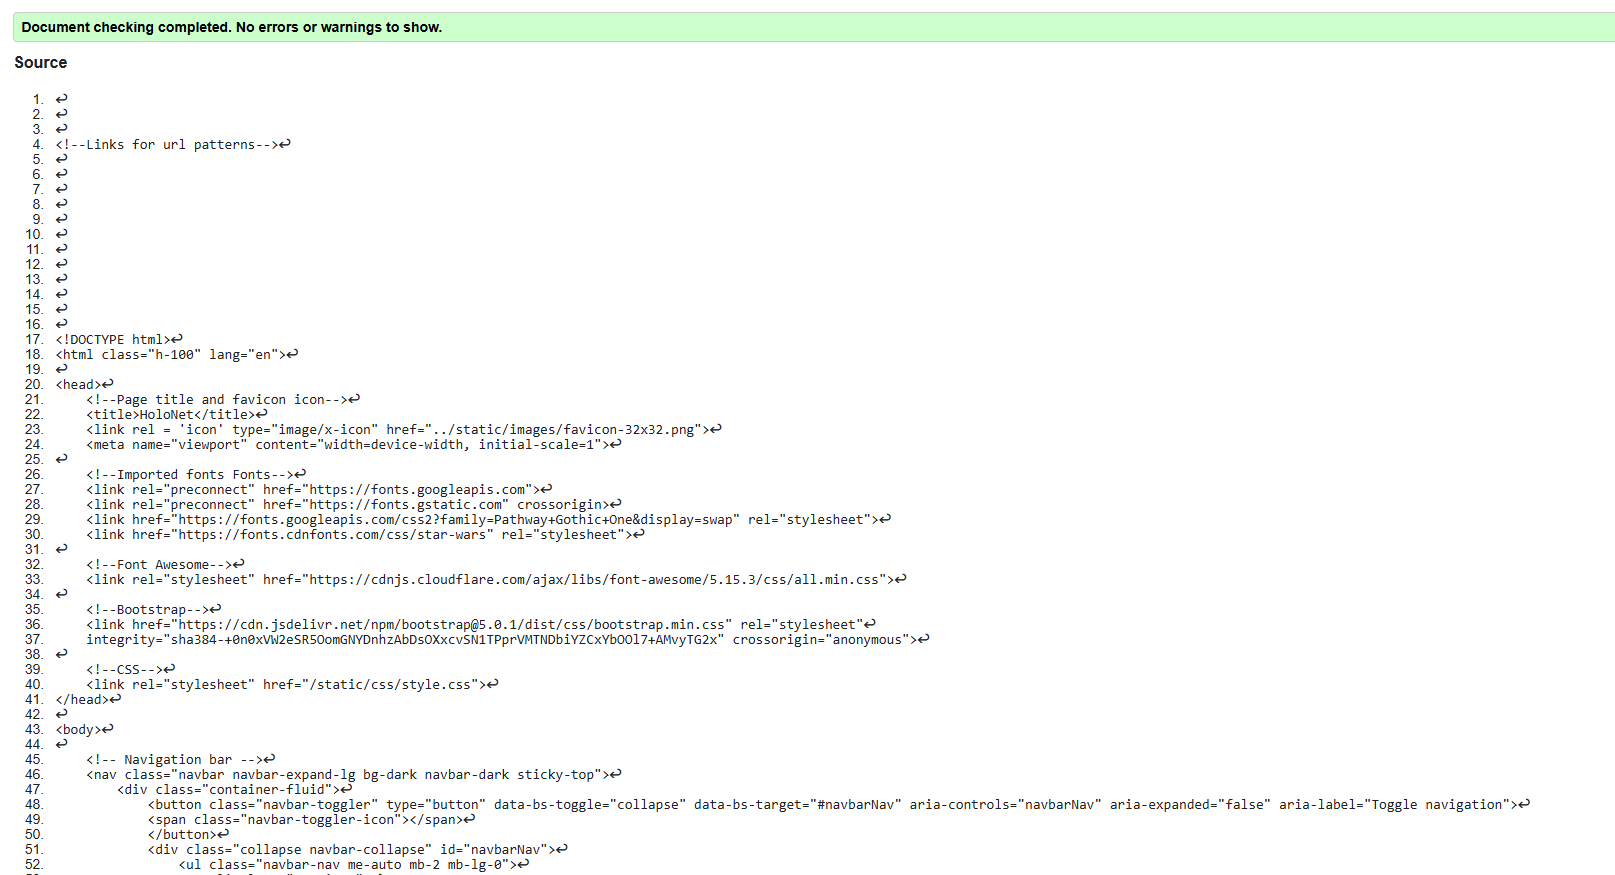 Document checking completed. No errors or warnings to show.
Source
1. ↩
2. ↩
3. ↩
4. <!--Links for url patterns-->↩
5. ↩
6. ↩
7. ↩
8. ↩
9. ↩
10. ↩
11. ↩
12. ↩
13. ↩
14. ↩
15. ↩
16. ↩
17. <!DOCTYPE html>↩
18. <html class="h-100" lang="en">↩
19. ↩
20. <head>↩
21. <!--Page title and favicon icon-->↩
22. <title>HoloNet</title>↩
23. <link rel = 'icon' type="image/x-icon" href="../static/images/favicon-32x32.png">↩
24. <meta name="viewport" content="width=device-width, initial-scale=1">↩
25. ↩
26. <!--Imported fonts Fonts-->↩
27. <link rel="preconnect" href="https://fonts.googleapis.com">↩
28. <link rel="preconnect" href="https://fonts.gstatic.com" crossorigin>↩
29. <link href="https://fonts.googleapis.com/css2?family=Pathway+Gothic+One&display=swap" rel="stylesheet">↩
30. <link href="https://fonts.cdnfonts.com/css/star-wars" rel="stylesheet">↩
31. ↩
32. <!--Font Awesome-->↩
33. <link rel="stylesheet" href="https://cdnjs.cloudflare.com/ajax/libs/font-awesome/5.15.3/css/all.min.css">↩
34. ↩
35. <!--Bootstrap-->↩
36. <link href="https://cdn.jsdelivr.net/npm/bootstrap@5.0.1/dist/css/bootstrap.min.css" rel="stylesheet"↩
37. integrity="sha384-+0n0xVW2eSR5OomGNYDnhzAbDsOXxcvSN1TPprVMTNDbiYZCxYbOOl7+AMvyTG2x" crossorigin="anonymous">↩
38. ↩
39. <!--CSS-->↩
40. <link rel="stylesheet" href="/static/css/style.css">↩
41. </head>↩
42. ↩
43. <body>↩
44. ↩
45. <!-- Navigation bar -->↩
46. <nav class="navbar navbar-expand-lg bg-dark navbar-dark sticky-top">↩
47. <div class="container-fluid">↩
48. <button class="navbar-toggler" type="button" data-bs-toggle="collapse" data-bs-target="#navbarNav" aria-controls="navbarNav" aria-expanded="false" aria-label="Toggle navigation">↩
49. <span class="navbar-toggler-icon"></span>↩
50. </button>↩
51. <div class="collapse navbar-collapse" id="navbarNav">↩
52. <ul class="navbar-nav me-auto mb-2 mb-lg-0">↩